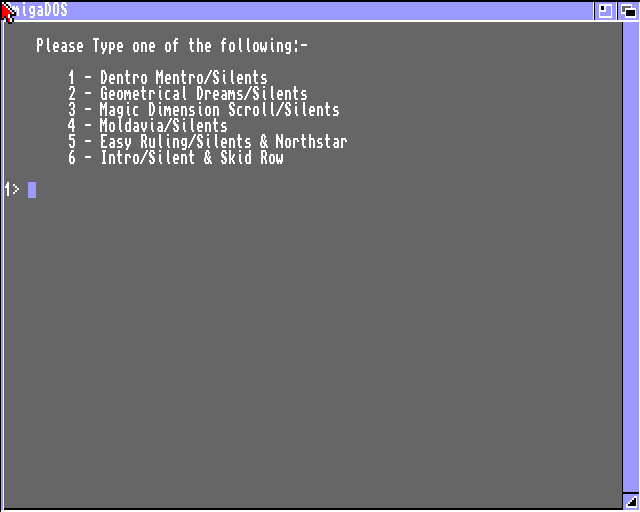 migaDOS
Please Type one of the following:-
1 - Dentro Mentro/Silents
2 - Geometrical Dreams/Silents
3 - Magic Dimension Scroll/Silents
4 - Moldavia/Silents
5 - Easy Ruling/Silents & Northstar
6 - Intro/Silent & Skid Row
1>